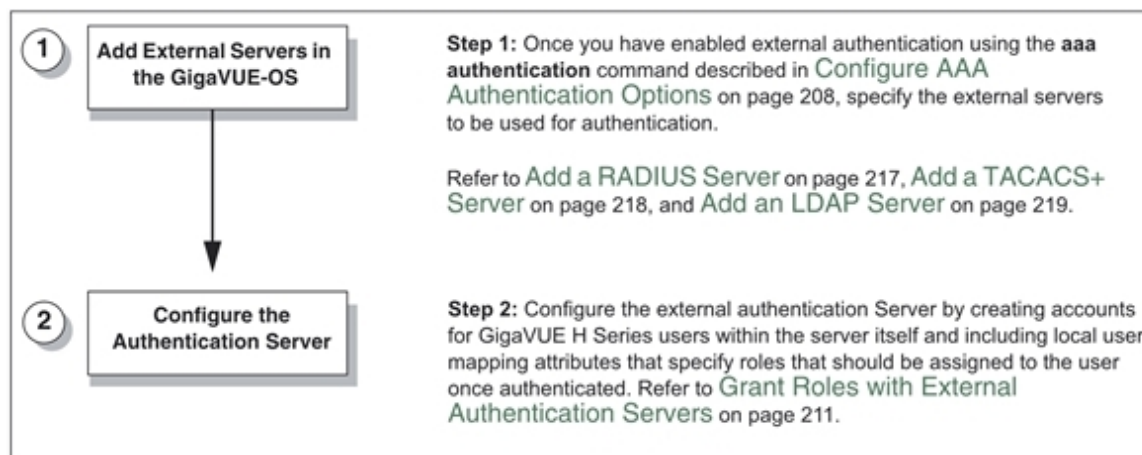 1
Add External Servers in
the GigaVUE-OS
Step 1: Once you have enabled external authentication using the aaa
authentication command described in Configure AAA
Authentication Options on page 208, specify the external servers
to be used for authentication.
Refer to Add a RADIUS Server on page 217, Add a TACACS+
Server on page 218, and Add an LDAP Server on page 219.
2
Configure the
Authentication Server
Step 2: Configure the external authentication Server by creating accounts
for GigaVUE H Series users within the server itself and including local user
mapping attributes that specify roles that should be assigned to the user
once authenticated. Refer to Grant Roles with External
Authentication Servers on page 211.